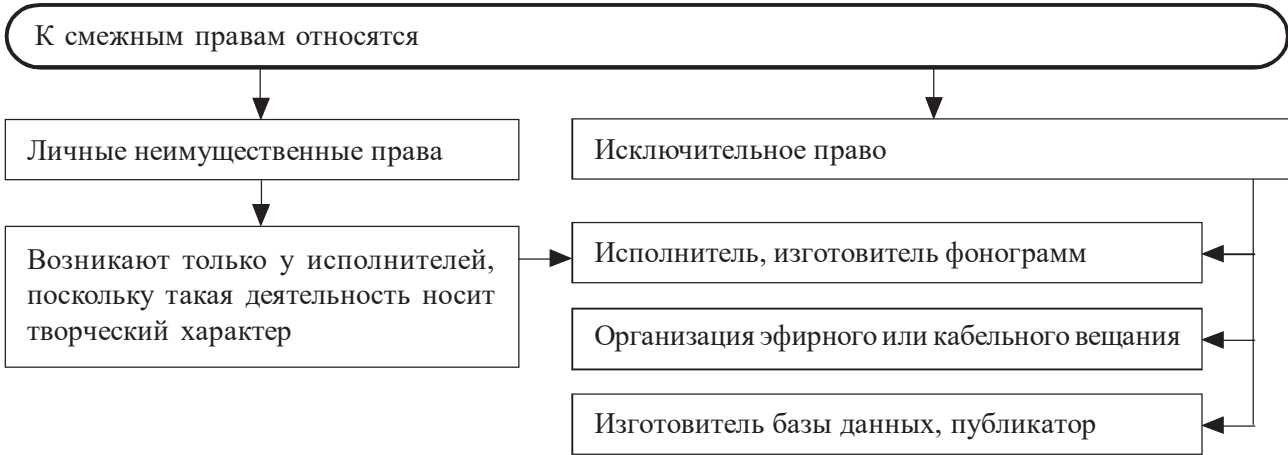 К смежным правам относятся
Личные неимущественные права
Исключительное право
Возникают только у исполнителей,
поскольку такая деятельность носит
творческий характер
Исполнитель, изготовитель фонограмм
Организация эфирного или кабельного вещания
Изготовитель базы данных, публикатор